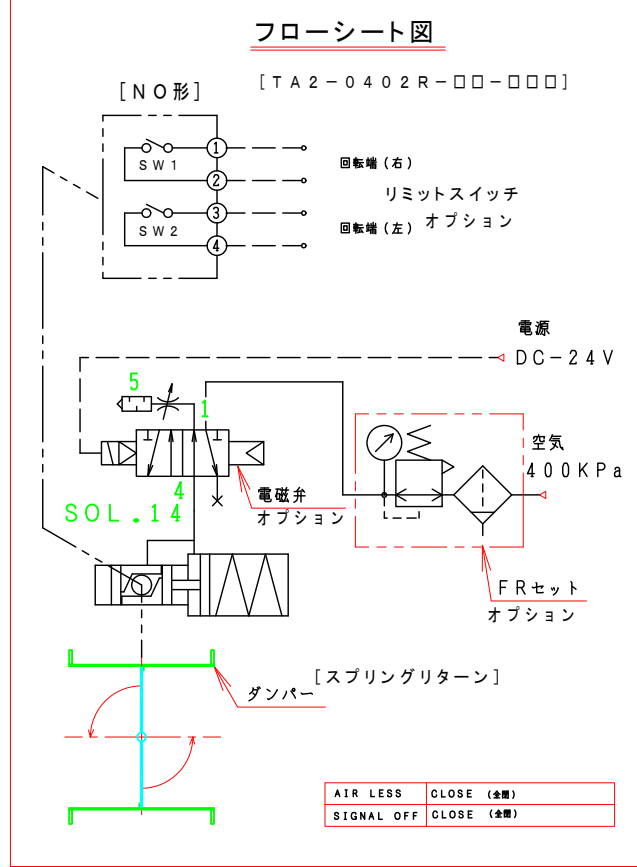 フローシート図
[TA2-0402R-□□-□□□]
[NO形]
1
SW1
2
回転端(右)
リミットスイッチ
オプション
3
SW2
4
回転端(左)
電源
DC-24V
5
1
空気
400KPa
4
SOL.14
電磁弁
オプション
FRセット
オプション
[スプリングリターン]
ダンパー
AIR LESS CLOSE (全閉)
SIGNAL OFF CLOSE (全閉)